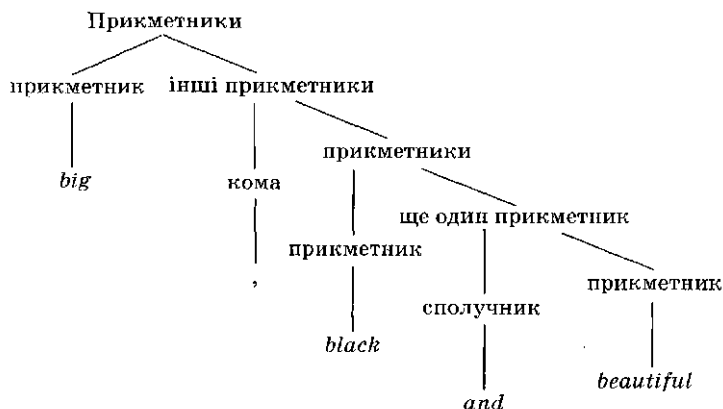 Прикметники
прикметник інші прикметники
big
кома
прикметники
ще один прикметник
,
прикметник
прикметник
black
сполучник
beautiful
and